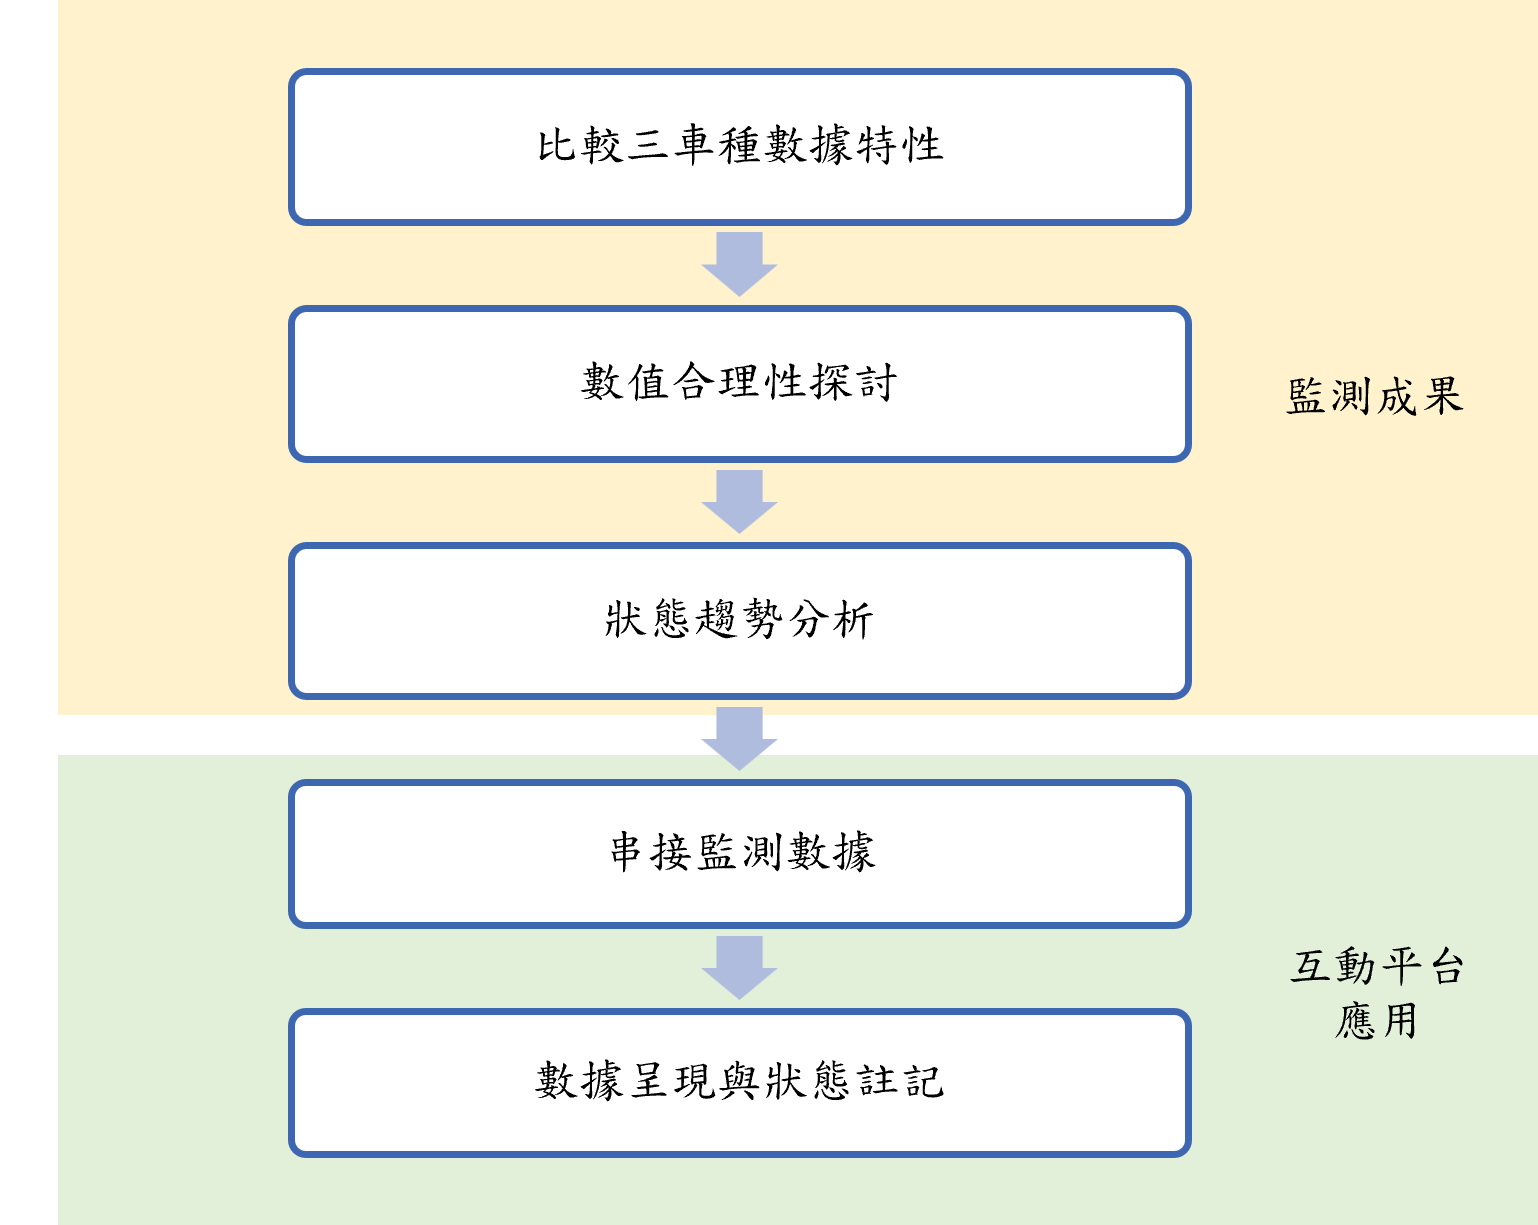 比較三車種數據特性
數值合理性探討
監測成果
狀態趨勢分析
串接監測數據
互動平台
應用
數據呈現與狀態註記